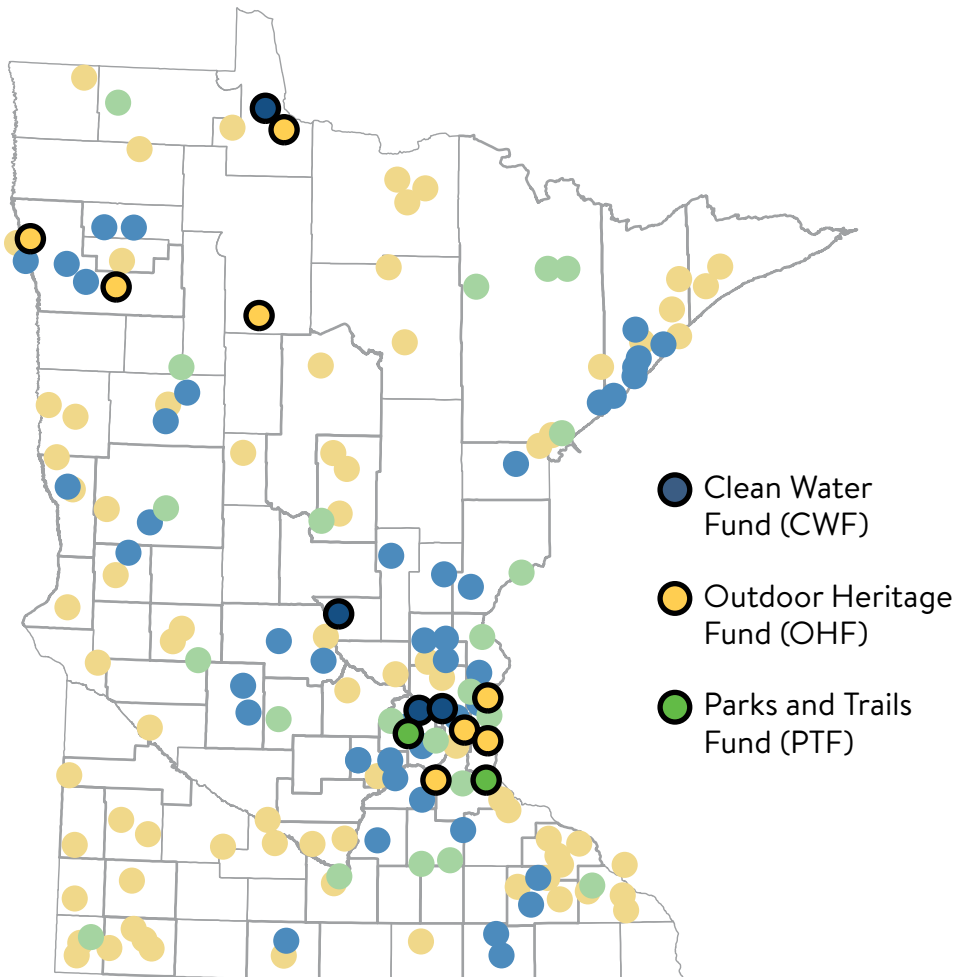 Clean Water
Fund (CWF)
Outdoor Heritage
Fund (OHF)
Parks and Trails
Fund (PTF)